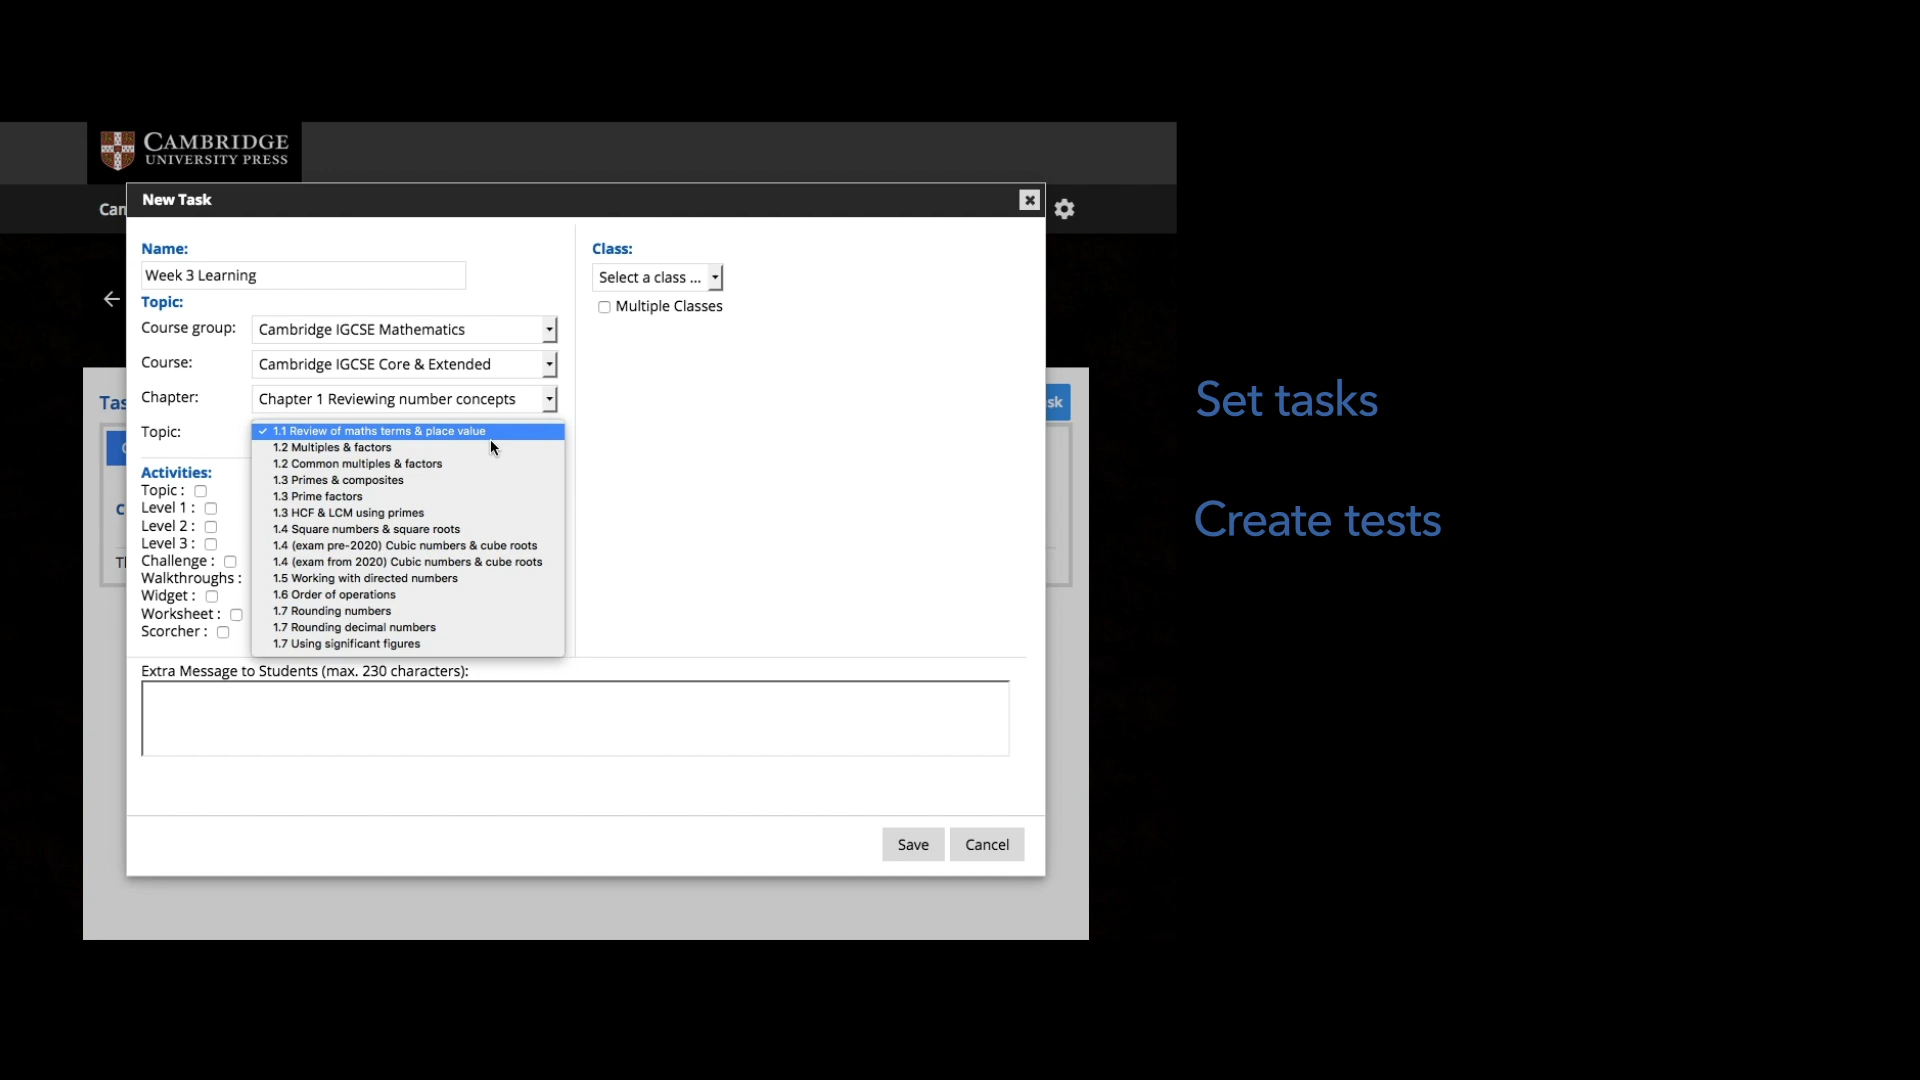 CAMBRIDGE
UNIVERSITY PRESS
New Task
Name:
Week 3 Learning
Topic:
Course group: Cambridge IGCSE Mathematics
Course: Cambridge IGCSE Core & Extended
Chapter: Chapter 1 Reviewing number concepts
Topic:
✓ 1.1 Review of maths terms & place value
1.2 Multiples & factors
1.2 Common multiples & factors
1.3 Primes & composites
1.3 Prime factors
1.3 HCF & LCM using primes
1.4 Square numbers & square roots
1.4 (exam pre-2020) Cubic numbers & cube roots
1.4 (exam from 2020) Cubic numbers & cube roots
1.5 Working with directed numbers
1.6 Order of operations
1.7 Rounding numbers
1.7 Rounding decimal numbers
1.7 Using significant figures
Activities:
Topic :
Level 1 :
Level 2 :
Level 3 :
Challenge :
Walkthroughs :
Widget :
Worksheet :
Scorcher :
Class:
Select a class ...
Multiple Classes
Extra Message to Students (max. 230 characters):
Save
Cancel
Set tasks
Create tests